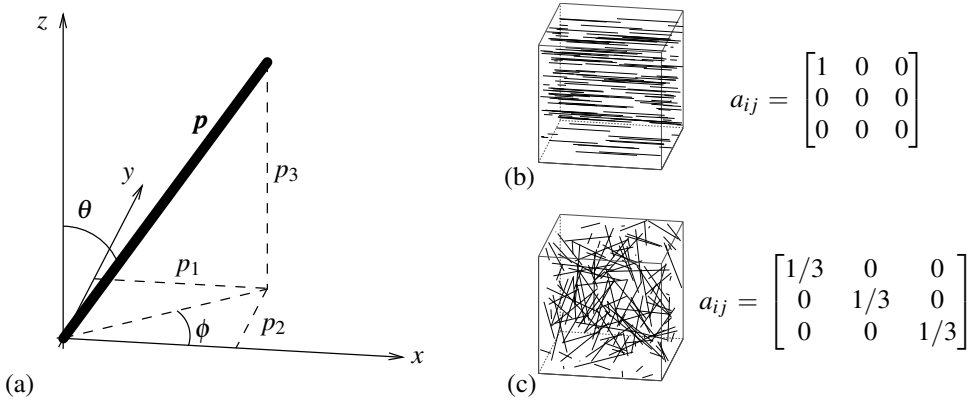 z
p
y
p3
θ
p1
ϕ
p2
x
(a)
aij = [1 0 0
0 0 0
0 0 0]
(b)
aij = [1/3 0 0
0 1/3 0
0 0 1/3]
(c)